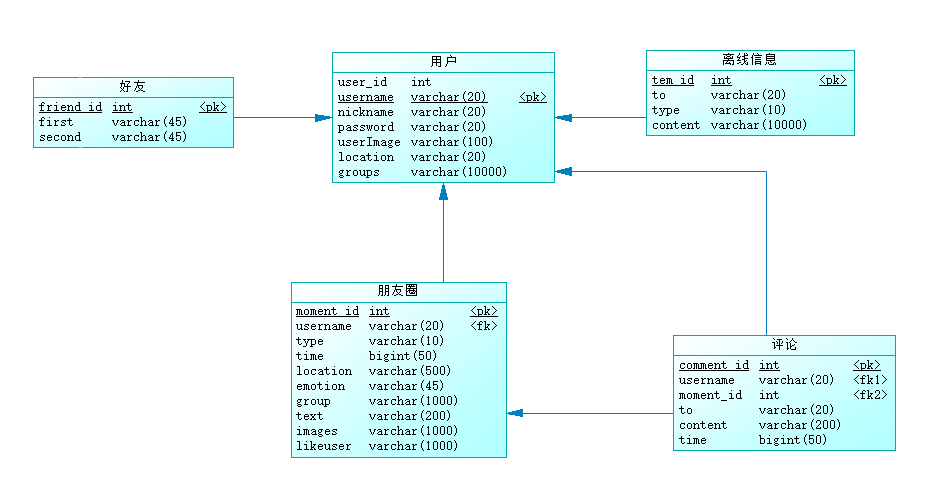 好友
friend_id int <pk>
first varchar(45)
second varchar(45)
用户
user_id int
username varchar(20) <pk>
nickname varchar(20)
password varchar(20)
userImage varchar(100)
location varchar(20)
groups varchar(10000)
离线信息
tem_id int <pk>
to varchar(20)
type varchar(10)
content varchar(10000)
朋友圈
moment_id int <pk>
username varchar(20) <fk>
type varchar(10)
time bigint(50)
location varchar(500)
emotion varchar(45)
group varchar(1000)
text varchar(200)
images varchar(1000)
likeuser varchar(1000)
评论
comment_id int <pk>
username varchar(20) <fk1>
moment_id int <fk2>
to varchar(20)
content varchar(200)
time bigint(50)